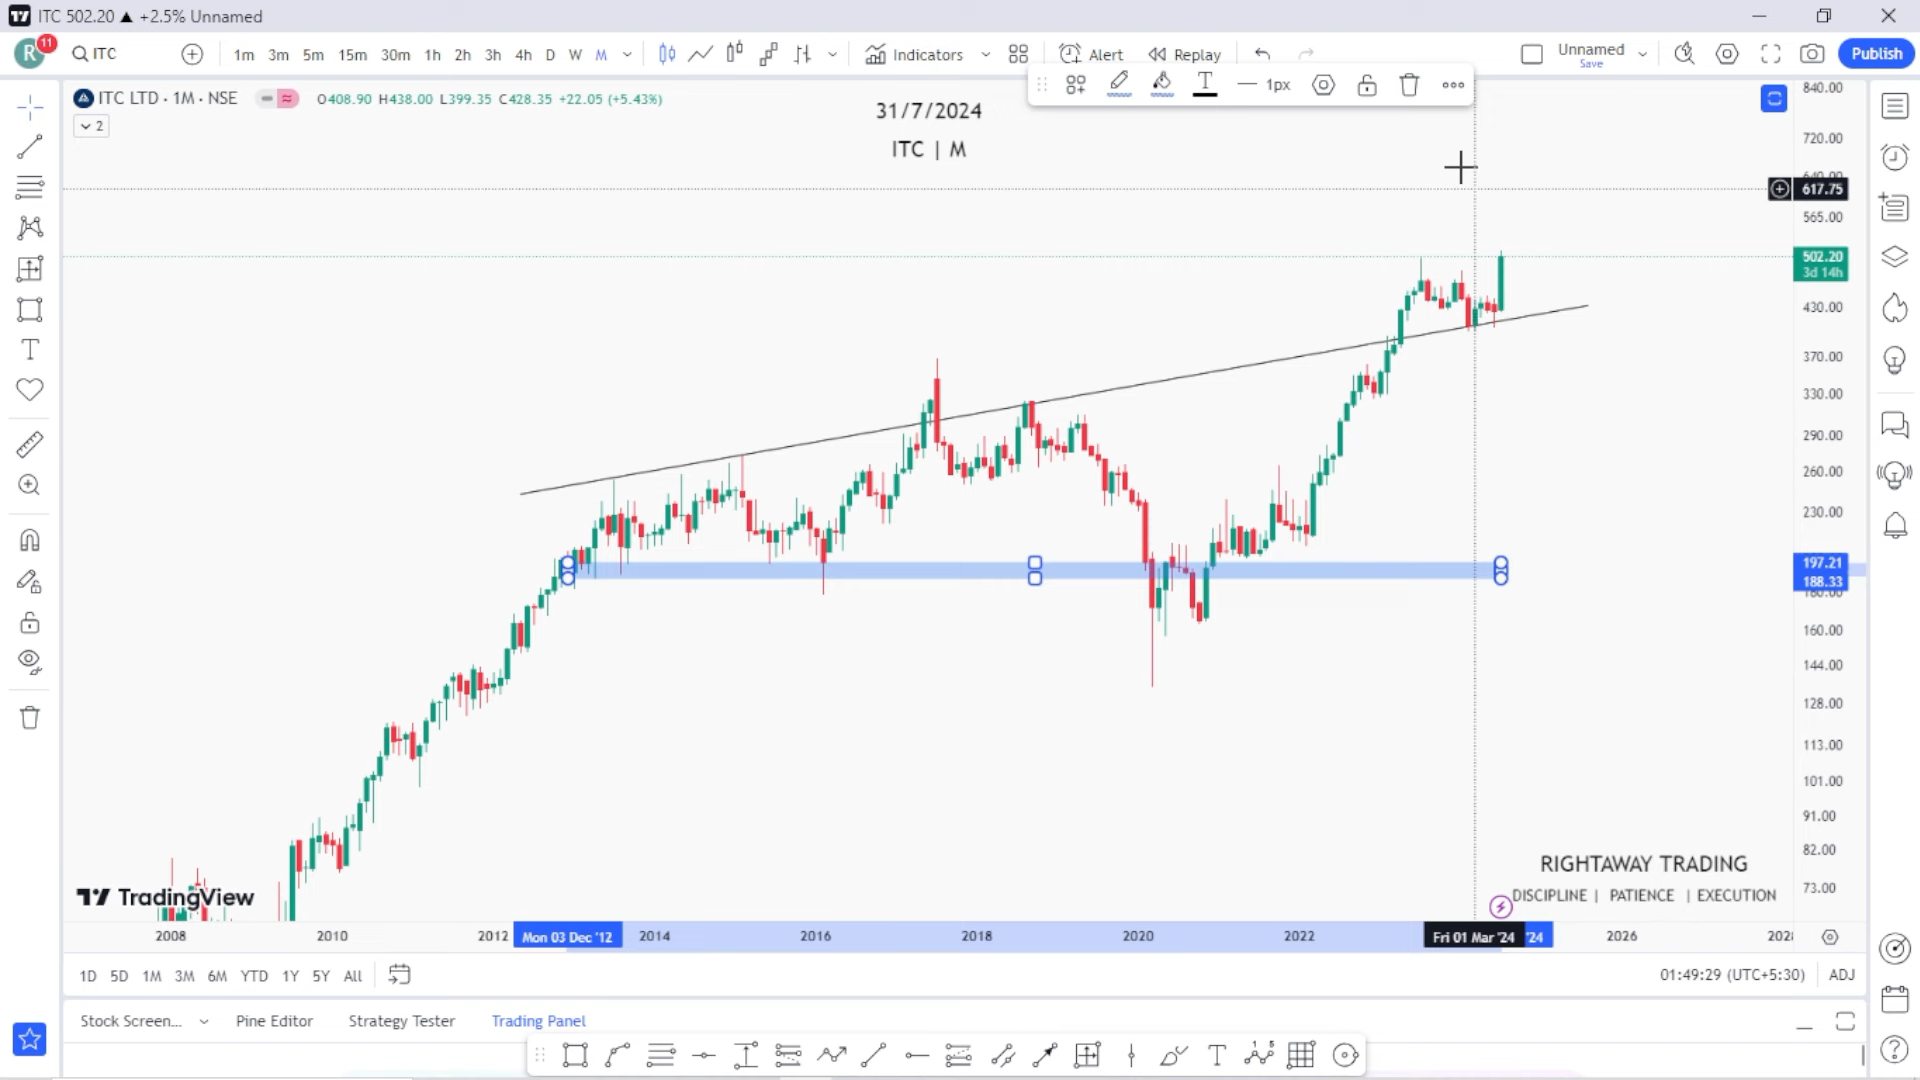 ITC 502.20 ▲ +2.5% Unnamed
R 11 ITC 1m 3m 5m 15m 30m 1h 2h 3h 4h D W M Indicators Alert Replay Unnamed Save Publish
1px
ITC LTD · 1M · NSE O408.90 H438.00 L399.35 C428.35 +22.05 (+5.43%)
2
31/7/2024
ITC | M
840.00
720.00
617.75
565.00
502.20
3d 14h
430.00
370.00
330.00
290.00
260.00
230.00
197.21
188.33
180.00
160.00
144.00
128.00
113.00
101.00
91.00
82.00
73.00
RIGHTAWAY TRADING
DISCIPLINE | PATIENCE | EXECUTION
TradingView
2008 2010 2012 Mon 03 Dec '12 2014 2016 2018 2020 2022 Fri 01 Mar '24 '24 2026
1D 5D 1M 3M 6M YTD 1Y 5Y All 01:49:29 (UTC+5:30) ADJ
Stock Screen... Pine Editor Strategy Tester Trading Panel